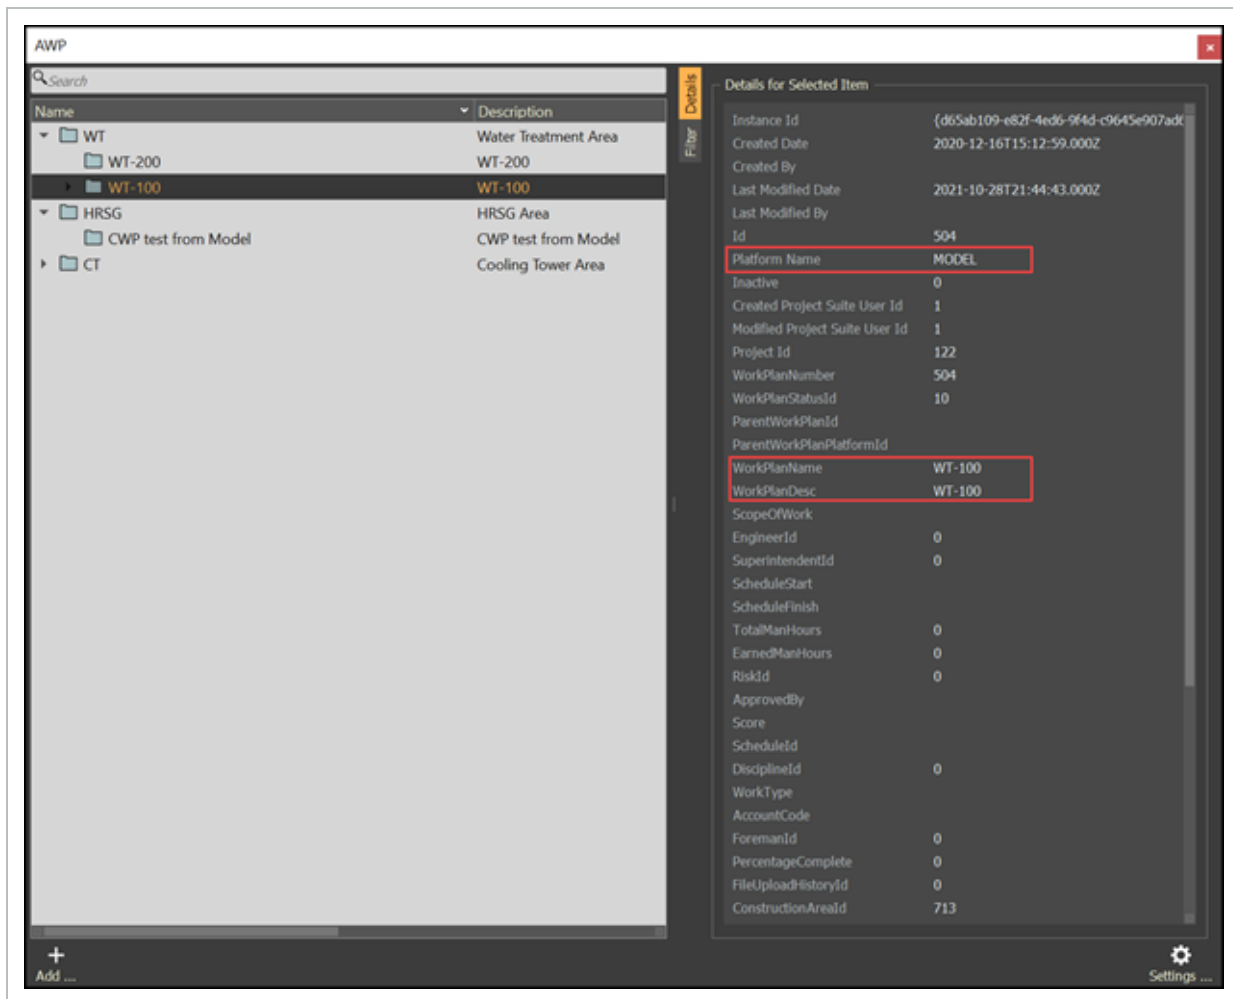 AWP
Search
Name Description
WT Water Treatment Area
WT-200 WT-200
WT-100 WT-100
HRSG HRSG Area
CWP test from Model CWP test from Model
CT Cooling Tower Area
Add ...
Details
Filter
Details for Selected Item
Instance Id {d65ab109-e82f-4ed6-9f4d-c9645e907ad6
Created Date 2020-12-16T15:12:59.000Z
Created By
Last Modified Date 2021-10-28T21:44:43.000Z
Last Modified By
Id 504
Platform Name MODEL
Inactive 0
Created Project Suite User Id 1
Modified Project Suite User Id 1
Project Id 122
WorkPlanNumber 504
WorkPlanStatusId 10
ParentWorkPlanId
ParentWorkPlanPlatformId
WorkPlanName WT-100
WorkPlanDesc WT-100
ScopeOfWork
EngineerId 0
SuperintendentId 0
ScheduleStart
ScheduleFinish
TotalManHours 0
EarnedManHours 0
RiskId 0
ApprovedBy
Score
ScheduleId
DisciplineId 0
WorkType
AccountCode
ForemanId 0
PercentageComplete 0
FileUploadHistoryId 0
ConstructionAreaId 713
Settings ...